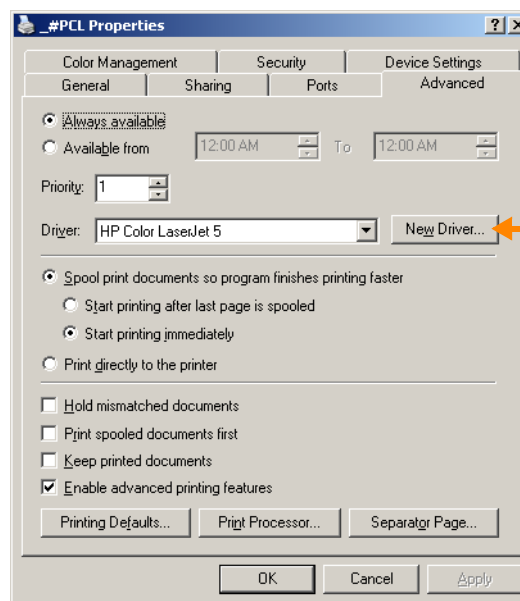 _#PCL Properties
Color Management Security Device Settings
General Sharing Ports Advanced
Always available
Available from 12:00 AM To 12:00 AM
Priority: 1
Driver: HP Color LaserJet 5 New Driver...
Spool print documents so program finishes printing faster
Start printing after last page is spooled
Start printing immediately
Print directly to the printer
Hold mismatched documents
Print spooled documents first
Keep printed documents
Enable advanced printing features
Printing Defaults... Print Processor... Separator Page...
OK Cancel Apply